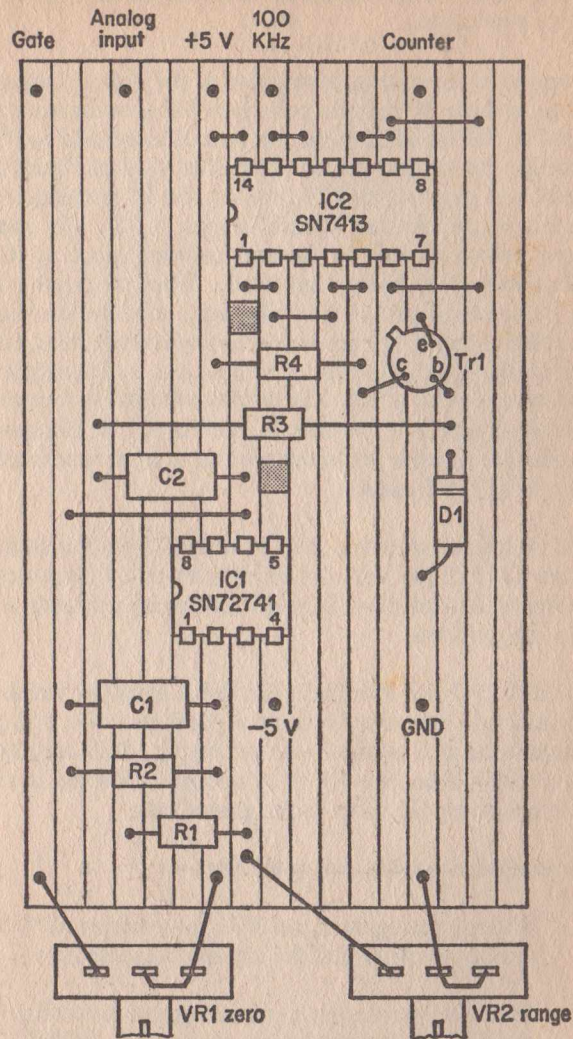 Gate
Analog
input
+5 V
100
KHz
Counter
14
8
IC2
SN7413
1
7
R4
e
c
b
Tr1
R3
C2
D1
8
5
IC1
SN72741
1
4
C1
–5 V
GND
R2
R1
VR1 zero
VR2 range